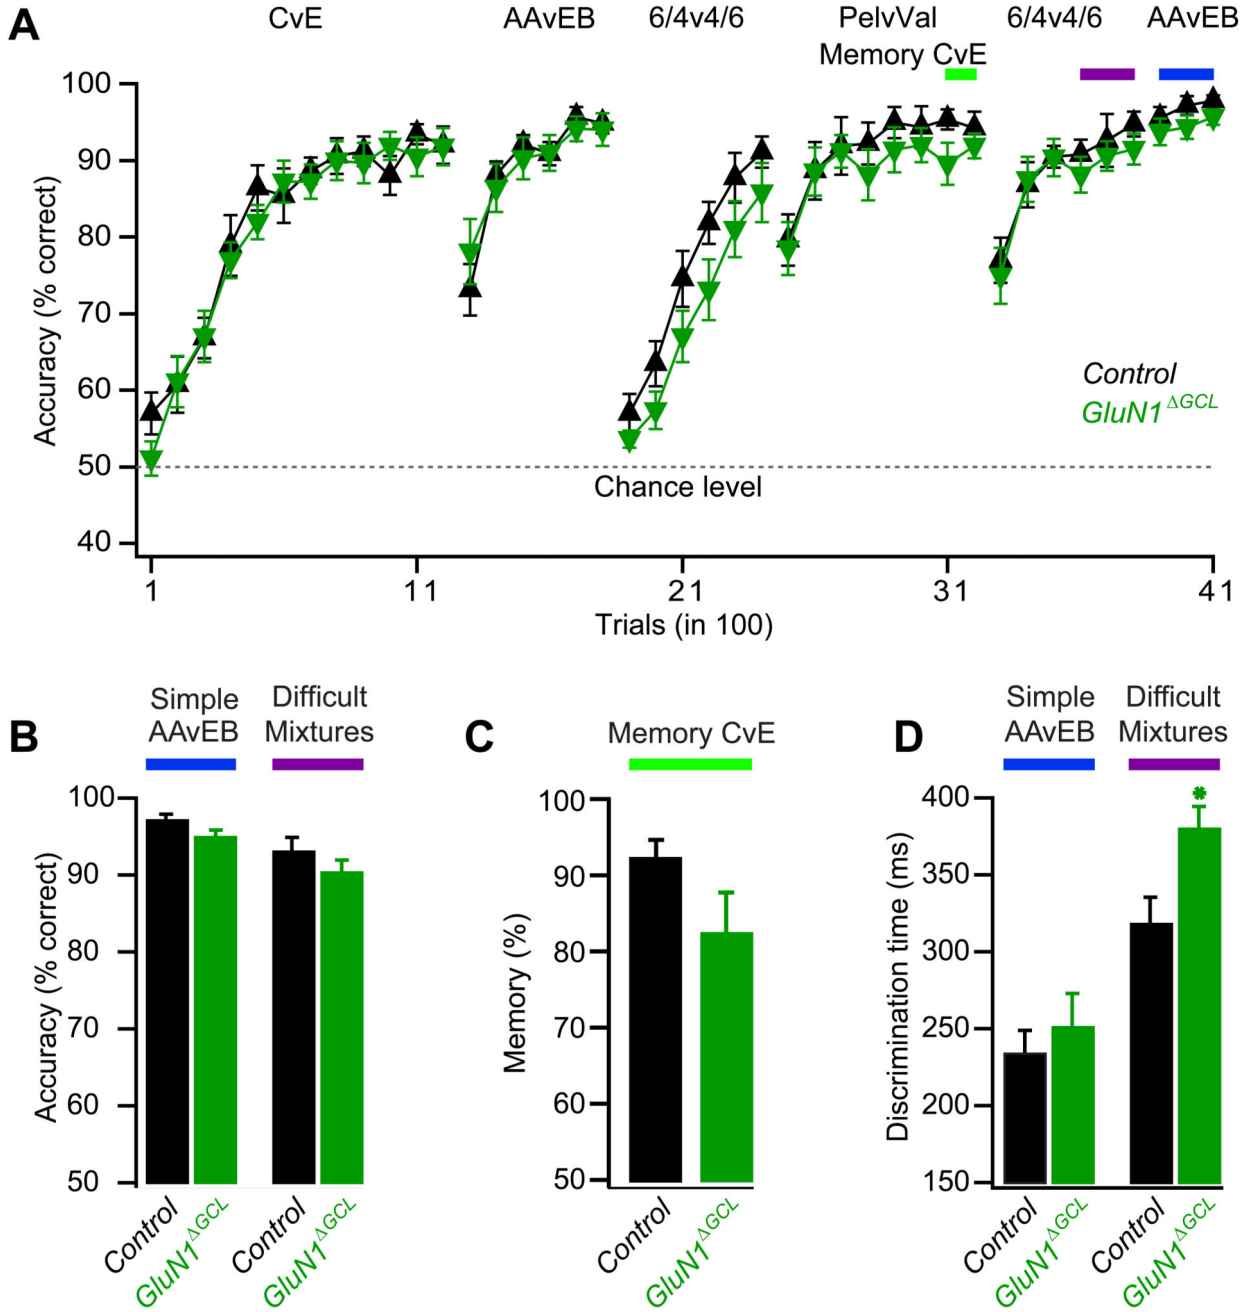 A
CvE AAvEB 6/4v4/6 PelvVal 6/4v4/6 AAvEB
Memory CvE
100
90
80
70
60
50
40
Accuracy (% correct)
Control
GluN1ΔGCL
Chance level
1 11 21 31 41
Trials (in 100)
B
Simple Difficult
AAvEB Mixtures
100
90
80
70
60
50
Accuracy (% correct)
Control GluN1ΔGCL Control GluN1ΔGCL
C
Memory CvE
100
90
80
70
60
50
Memory (%)
Control GluN1ΔGCL
D
Simple Difficult
AAvEB Mixtures
*
400
350
300
250
200
150
Discrimination time (ms)
Control GluN1ΔGCL Control GluN1ΔGCL